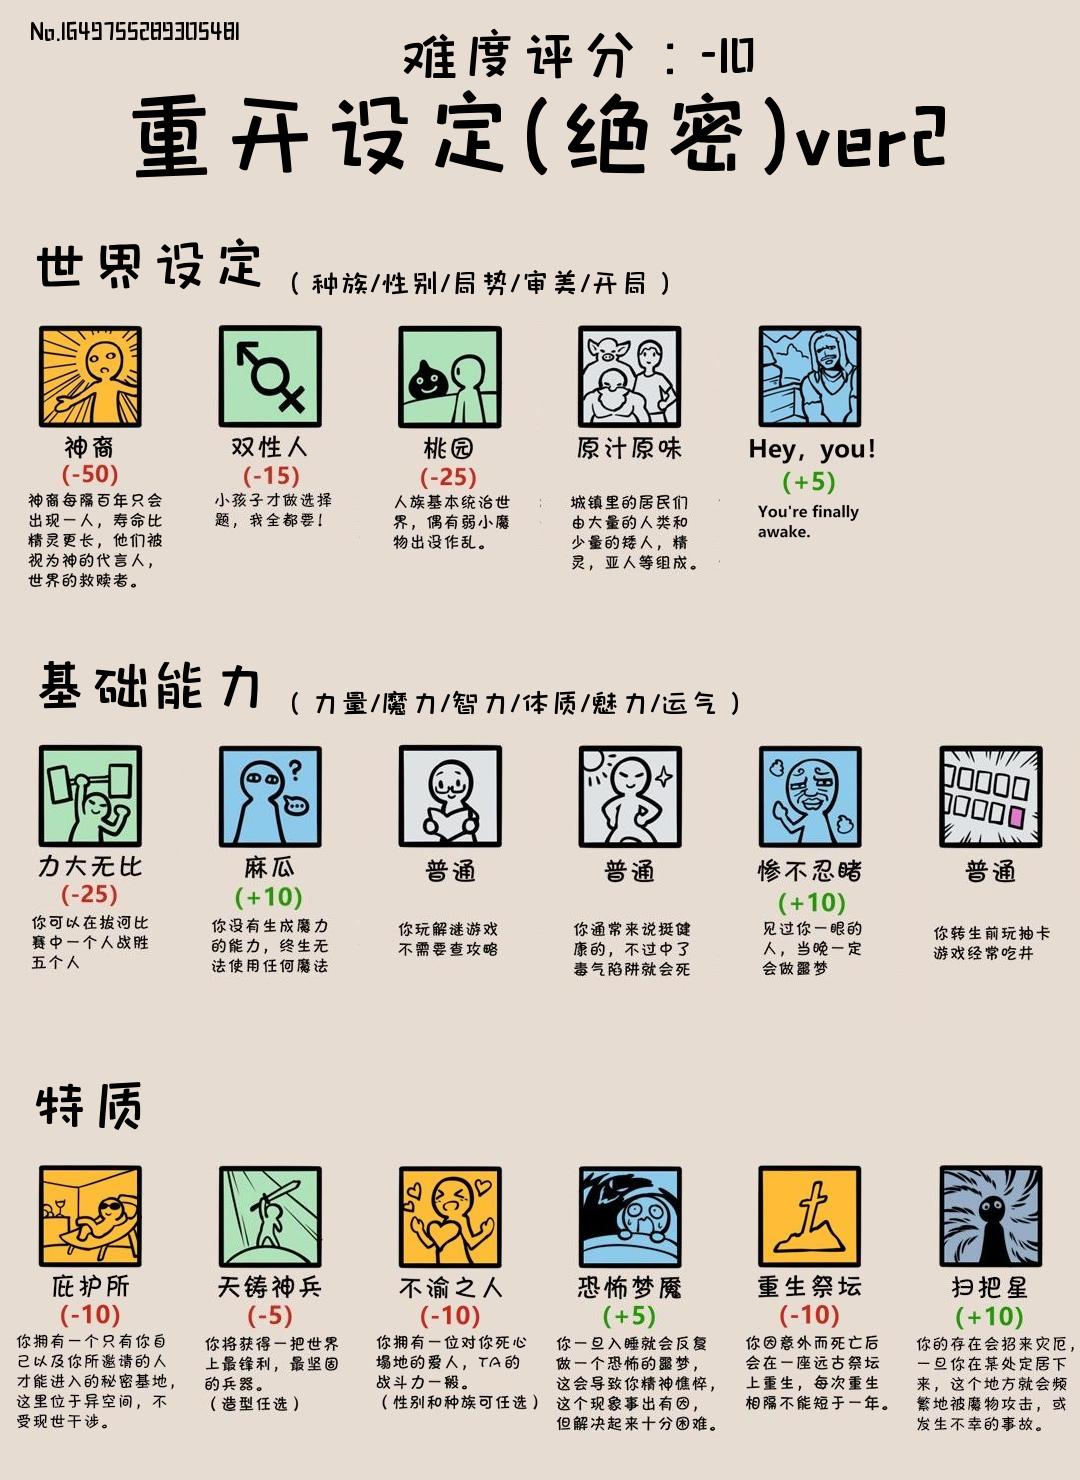 No.1649755289305481
难度评分：-10
重开设定(绝密)ver2
世界设定（种族/性别/局势/审美/开局）
神裔
(-50)
神裔每隔百年只会
出现一人，寿命比
精灵更长，他们被
视为神的代言人，
世界的救赎者。
双性人
(-15)
小孩子才做选择
题，我全都要！
桃园
(-25)
人族基本统治世
界，偶有弱小魔
物出没作乱。
原汁原味
城镇里的居民们
由大量的人类和
少量的矮人，精
灵，亚人等组成。
Hey, you!
(+5)
You're finally
awake.
基础能力（力量/魔力/智力/体质/魅力/运气）
力大无比
(-25)
你可以在拔河比
赛中一个人战胜
五个人
麻瓜
(+10)
你没有生成魔力
的能力，终生无
法使用任何魔法
普通
你玩解谜游戏
不需要查攻略
普通
你通常来说挺健
康的，不过中了
毒气陷阱就会死
惨不忍睹
(+10)
见过你一眼的
人，当晚一定
会做噩梦
普通
你转生前玩抽卡
游戏经常吃井
特质
庇护所
(-10)
你拥有一个只有你自
己以及你所邀请的人
才能进入的秘密基地，
这里位于异空间，不
受现世干涉。
天铸神兵
(-5)
你将获得一把世界
上最锋利，最坚固
的兵器。
（造型任选）
不渝之人
(-10)
你拥有一位对你死心
塌地的爱人，TA的
战斗力一般。
（性别和种族可任选）
恐怖梦魇
(+5)
你一旦入睡就会反复
做一个恐怖的噩梦，
这会导致你精神憔悴，
这个现象事出有因，
但解决起来十分困难。
重生祭坛
(-10)
你因意外而死亡后
会在一座远古祭坛
上重生，每次重生
相隔不能短于一年。
扫把星
(+10)
你的存在会招来灾厄，
一旦你在某处定居下
来，这个地方就会频
繁地被魔物攻击，或
发生不幸的事故。